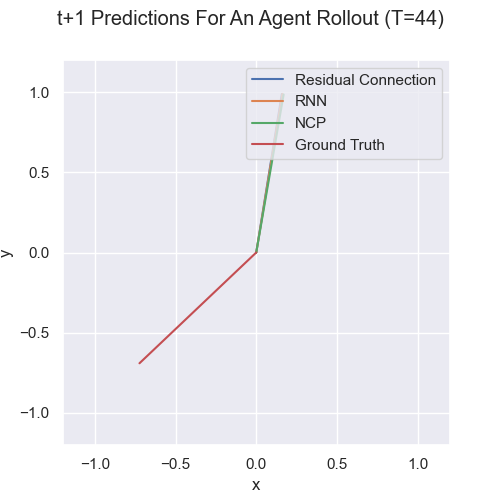 t+1 Predictions For An Agent Rollout (T=44)
Residual Connection
RNN
NCP
Ground Truth
1.0
0.5
0.0
−0.5
−1.0
y
−1.0 −0.5 0.0 0.5 1.0
x